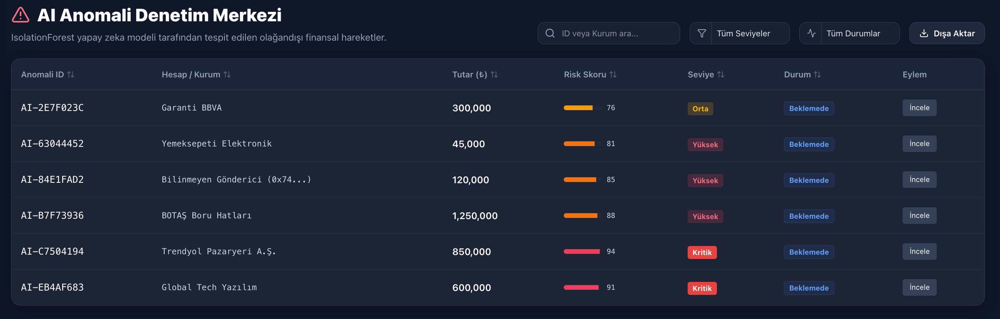 AI Anomali Denetim Merkezi
IsolationForest yapay zeka modeli tarafından tespit edilen olağandışı finansal hareketler.
ID veya Kurum ara...
Tüm Seviyeler
Tüm Durumlar
Dışa Aktar
Anomali ID Hesap / Kurum Tutar (₺) Risk Skoru Seviye Durum Eylem
AI-2E7F023C Garanti BBVA 300,000 76 Orta Beklemede İncele
AI-63044452 Yemeksepeti Elektronik 45,000 81 Yüksek Beklemede İncele
AI-84E1FAD2 Bilinmeyen Gönderici (0x74...) 120,000 85 Yüksek Beklemede İncele
AI-B7F73936 BOTAŞ Boru Hatları 1,250,000 88 Yüksek Beklemede İncele
AI-C7504194 Trendyol Pazaryeri A.Ş. 850,000 94 Kritik Beklemede İncele
AI-EB4AF683 Global Tech Yazılım 600,000 91 Kritik Beklemede İncele